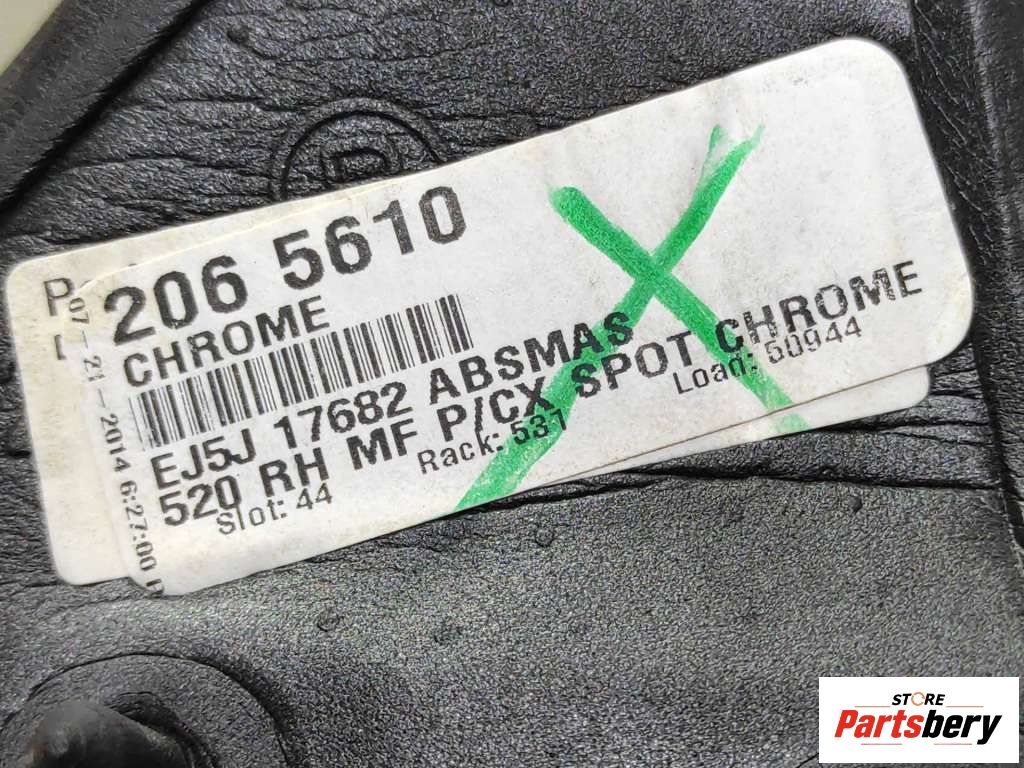 206 5610
CHROME
EJ5J 17682 ABSMAS
520 RH MF P/CX SPOT CHROME
Slot: 44 Rack: 531 Load: 50944
07-21-2014 6:27:00 P
P
STORE
Partsbery